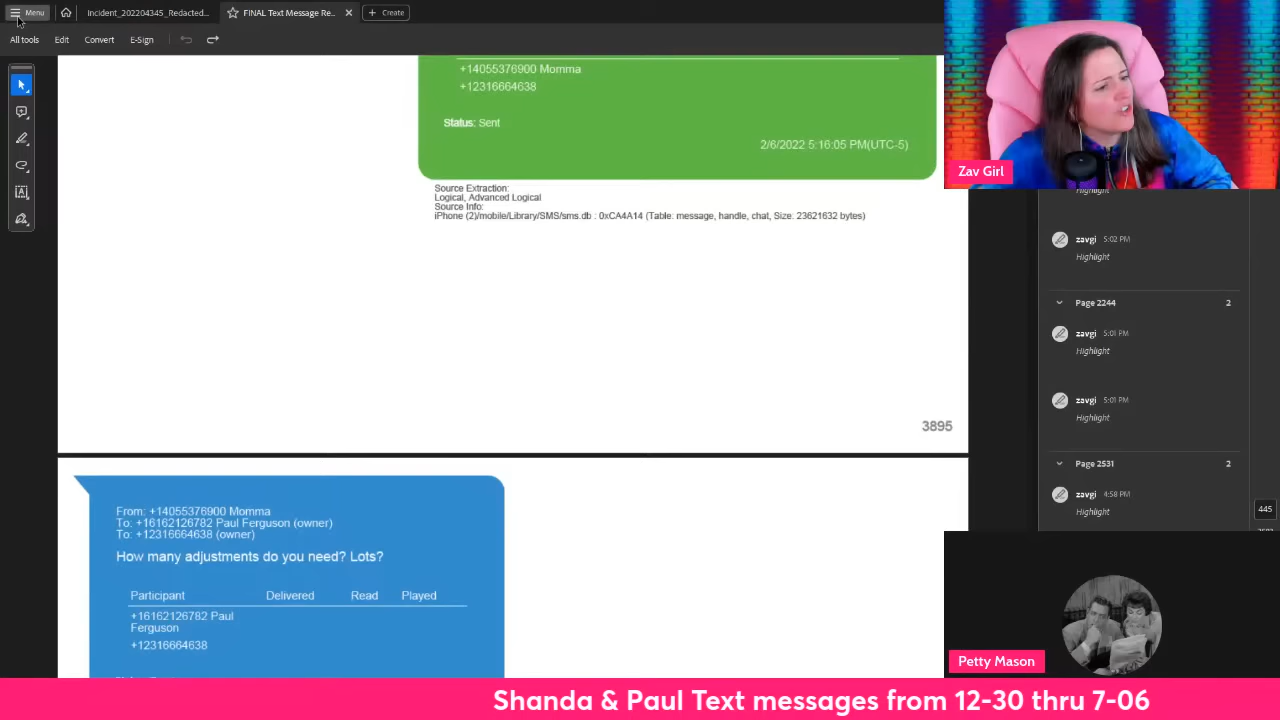 Menu
Incident_202204345_Redacted...
FINAL Text Message Re...
Create
All tools
Edit
Convert
E-Sign
+14055376900 Momma
+12316664638
Status: Sent
2/6/2022 5:16:05 PM(UTC-5)
Source Extraction:
Logical, Advanced Logical
Source Info:
iPhone (2)/mobile/Library/SMS/sms.db : 0xCA4A14 (Table: message, handle, chat, Size: 23621632 bytes)
3895
From: +14055376900 Momma
To: +16162126782 Paul Ferguson (owner)
To: +12316664638 (owner)
How many adjustments do you need? Lots?
Participant Delivered Read Played
+16162126782 Paul
Ferguson
+12316664638
Zav Girl
Highlight
zavgi 5:02 PM
Highlight
Page 2244 2
zavgi 5:01 PM
Highlight
zavgi 5:01 PM
Highlight
Page 2531 2
zavgi 4:58 PM
Highlight
445
Petty Mason
Shanda & Paul Text messages from 12-30 thru 7-06